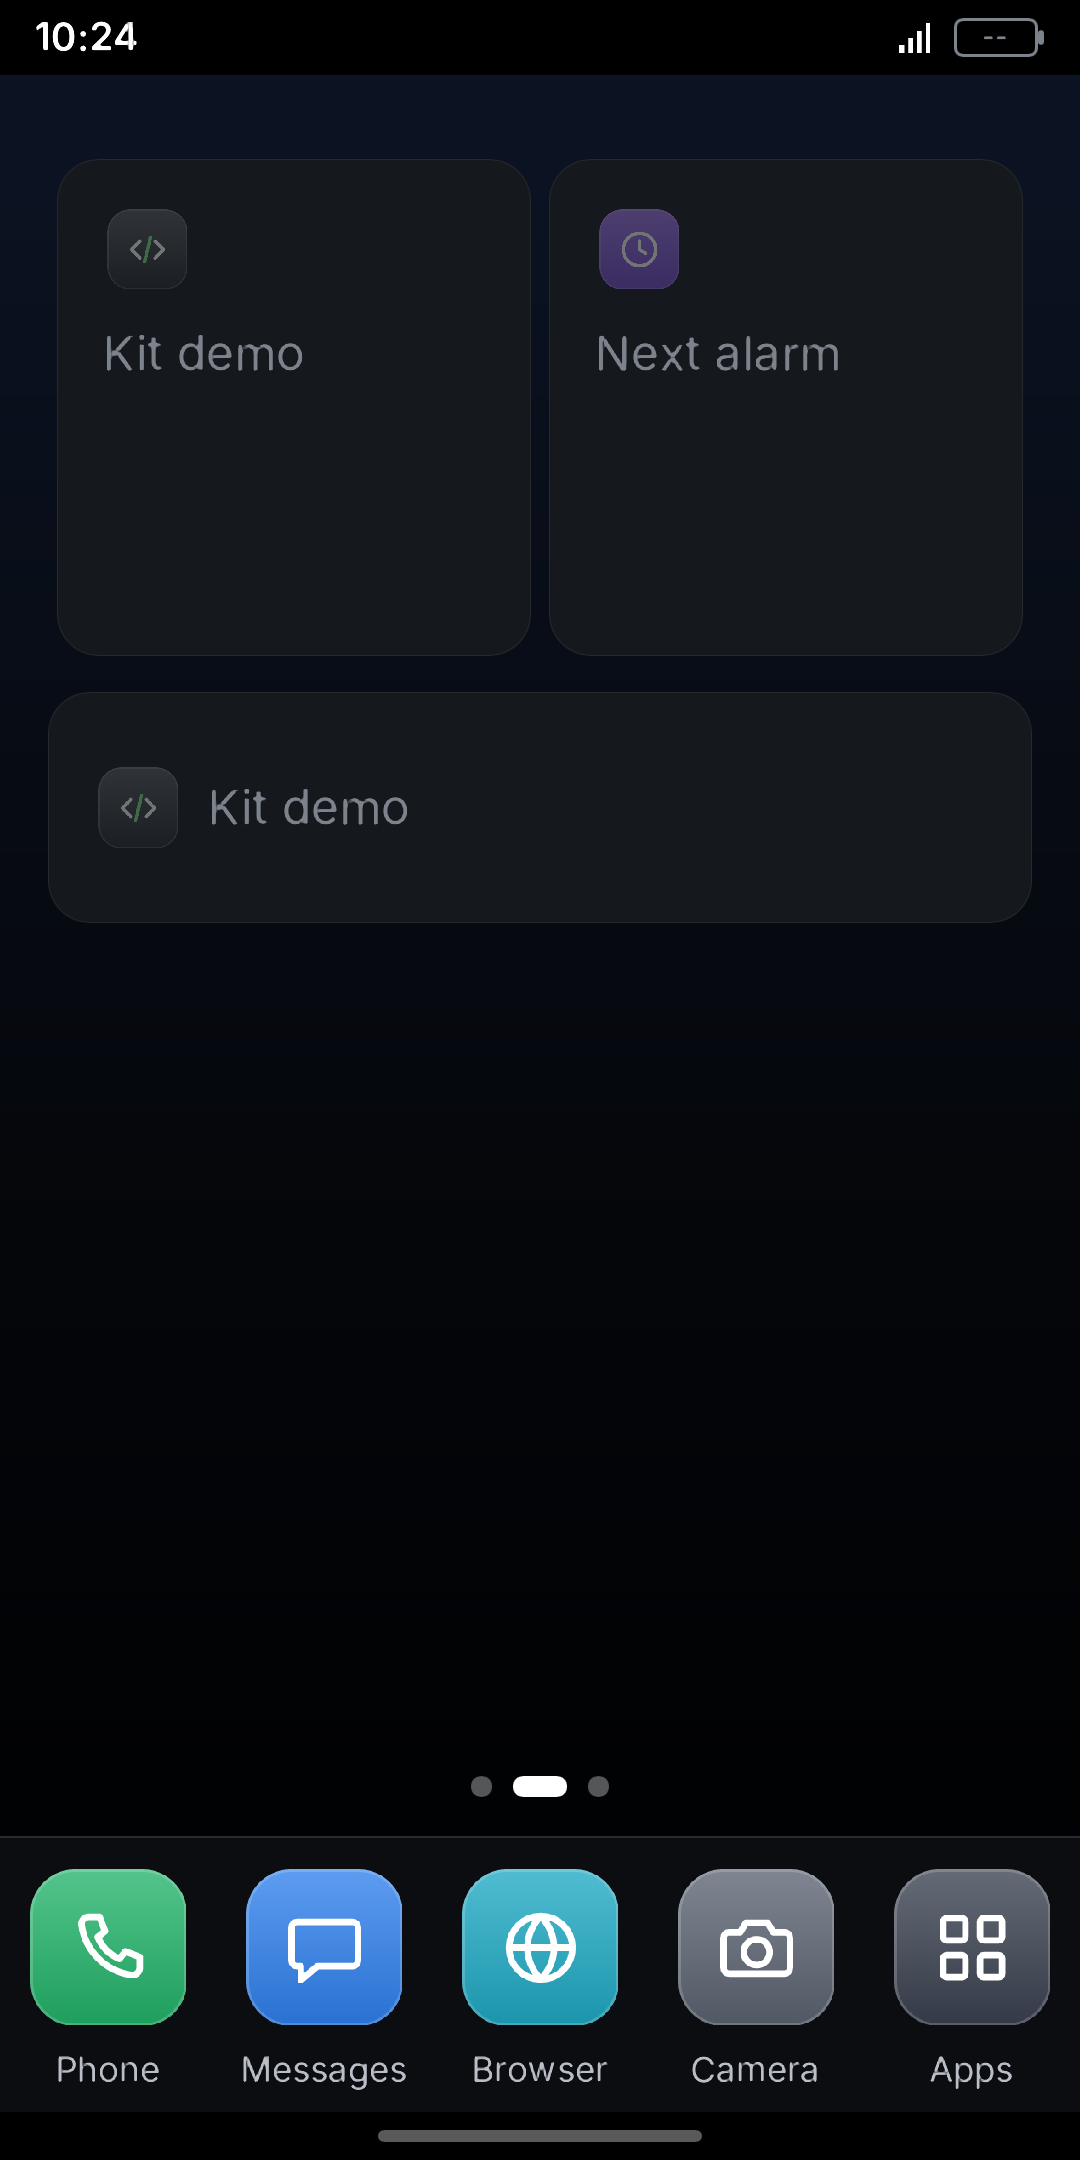 10:24
--
Kit demo
Next alarm
Kit demo
Phone
Messages
Browser
Camera
Apps